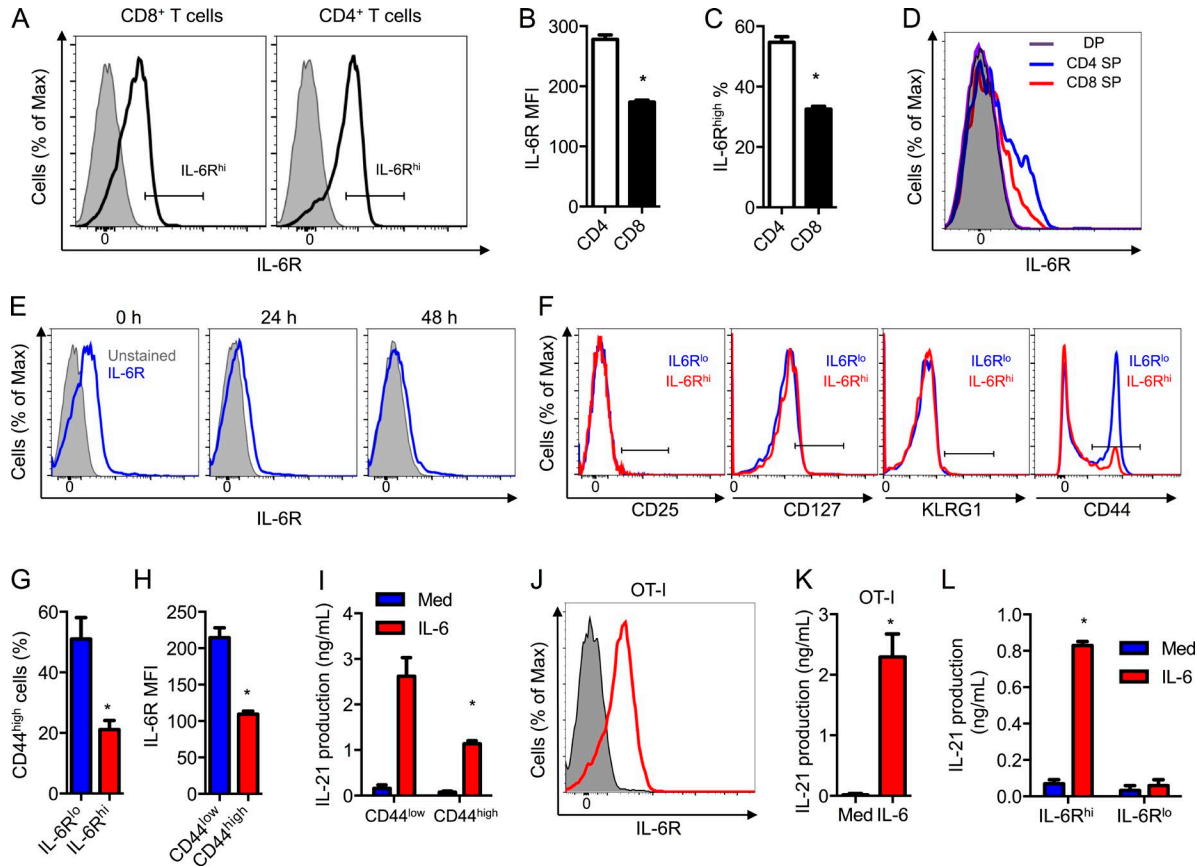 A
CD8⁺ T cells
CD4⁺ T cells
Cells (% of Max)
IL-6Rʰⁱ
IL-6Rʰⁱ
0
0
IL-6R
B
IL-6R MFI
300
200
100
0
*
CD4
CD8
C
IL-6Rʰⁱᵍʰ %
60
40
20
0
*
CD4
CD8
D
Cells (% of Max)
DP
CD4 SP
CD8 SP
0
IL-6R
E
0 h
24 h
48 h
Cells (% of Max)
Unstained
IL-6R
0
0
0
IL-6R
F
Cells (% of Max)
IL6Rˡᵒ
IL-6Rʰⁱ
IL6Rˡᵒ
IL-6Rʰⁱ
IL6Rˡᵒ
IL-6Rʰⁱ
IL6Rˡᵒ
IL-6Rʰⁱ
0
0
0
0
CD25
CD127
KLRG1
CD44
G
CD44ʰⁱᵍʰ cells (%)
60
40
20
0
*
IL-6Rˡᵒ
IL-6Rʰⁱ
H
IL-6R MFI
250
200
150
100
50
0
*
CD44ˡᵒʷ
CD44ʰⁱᵍʰ
I
IL-21 production (ng/mL)
4
3
2
1
0
Med
IL-6
*
CD44ˡᵒʷ
CD44ʰⁱᵍʰ
J
OT-I
Cells (% of Max)
0
IL-6R
K
OT-I
IL-21 production (ng/mL)
3
2
1
0
*
Med IL-6
L
IL-21 production
(ng/mL)
1.0
0.8
0.6
0.4
0.2
0.0
*
Med
IL-6
IL-6Rʰⁱ
IL-6Rˡᵒ